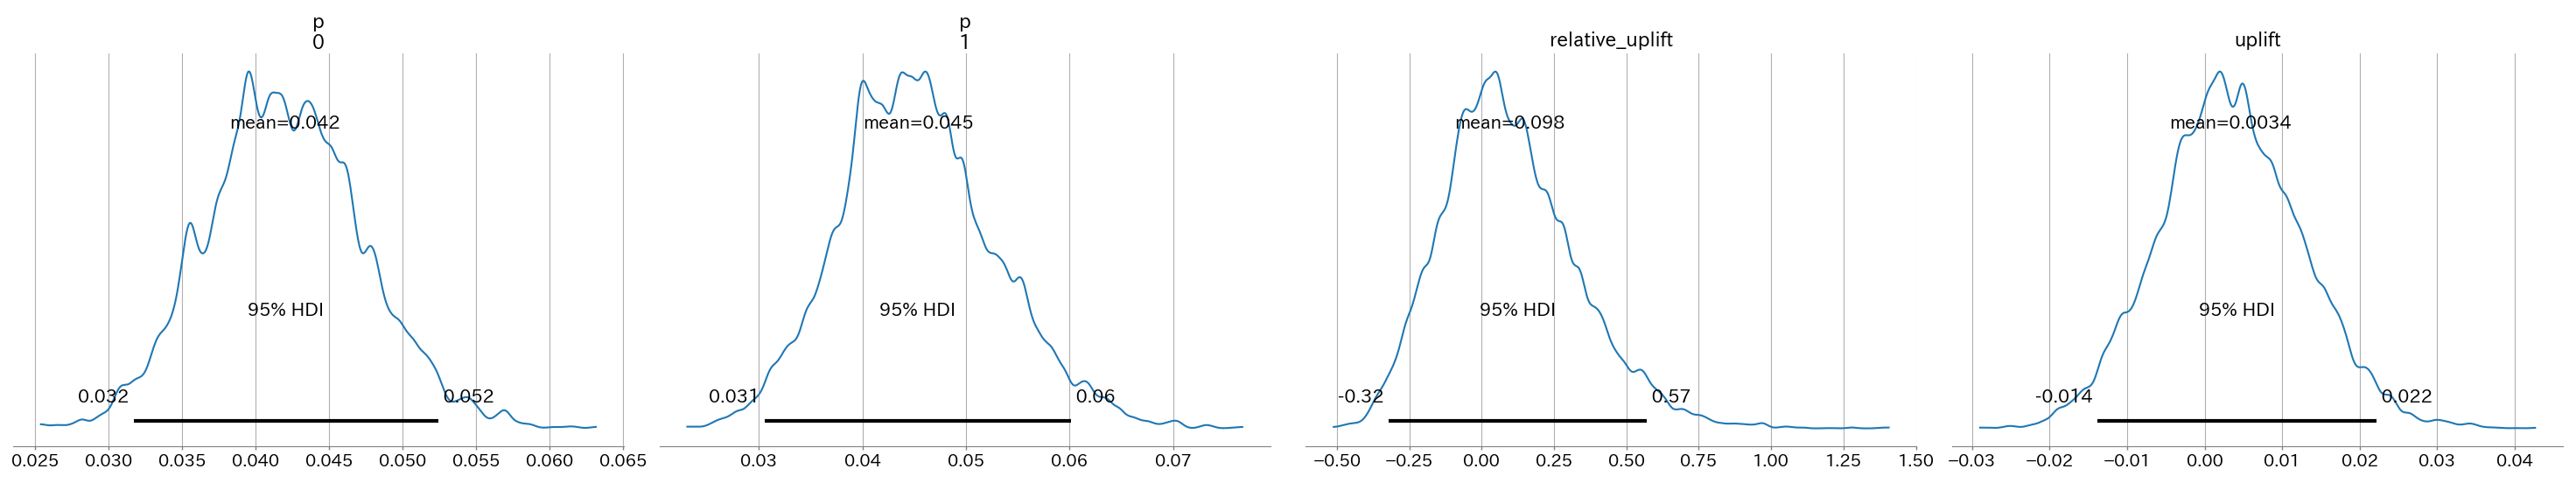 p
0
mean=0.042
95% HDI
0.032
0.052
0.025 0.030 0.035 0.040 0.045 0.050 0.055 0.060 0.065
p
1
mean=0.045
95% HDI
0.031
0.06
0.03 0.04 0.05 0.06 0.07
relative_uplift
mean=0.098
95% HDI
-0.32
0.57
−0.50 −0.25 0.00 0.25 0.50 0.75 1.00 1.25 1.50
uplift
mean=0.0034
95% HDI
-0.014
0.022
−0.03 −0.02 −0.01 0.00 0.01 0.02 0.03 0.04